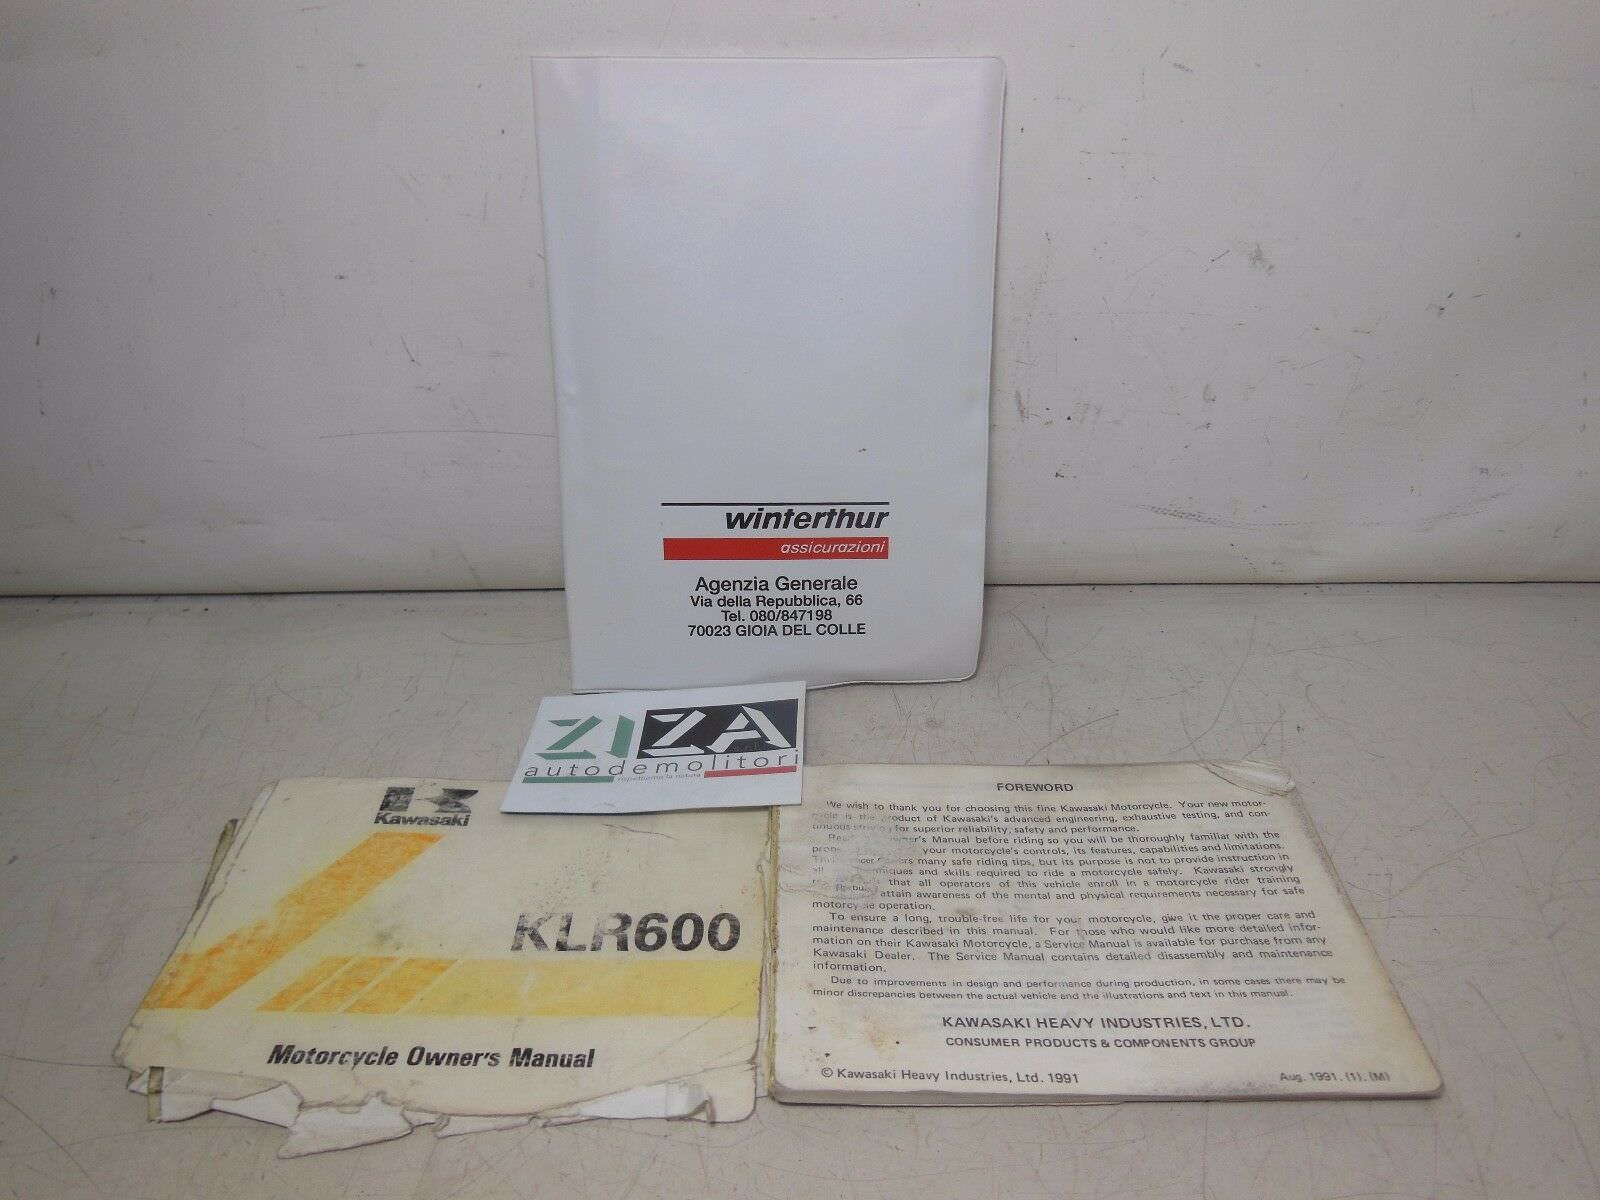 winterthur
assicurazioni
Agenzia Generale
Via della Repubblica, 66
Tel. 080/847198
70023 GIOIA DEL COLLE
ZIZA
autodemolitori
rispettiamo la natura
Kawasaki
KLR600
Motorcycle Owner's Manual
FOREWORD
We wish to thank you for choosing this fine Kawasaki Motorcycle. Your new motor-
cycle is the product of Kawasaki's advanced engineering, exhaustive testing, and con-
tinuous striving for superior reliability, safety and performance.
Manual before riding so you will be thoroughly familiar with the
your motorcycle's controls, its features, capabilities and limitations.
many safe riding tips, but its purpose is not to provide instruction in
all and skills required to ride a motorcycle safely. Kawasaki strongly
that all operators of this vehicle enroll in a motorcycle rider training
attain awareness of the mental and physical requirements necessary for safe
motorcycle operation.
To ensure a long, trouble-free life for your motorcycle, give it the proper care and
maintenance described in this manual. For those who would like more detailed infor-
mation on their Kawasaki Motorcycle, a Service Manual is available for purchase from any
Kawasaki Dealer. The Service Manual contains detailed disassembly and maintenance
information.
Due to improvements in design and performance during production, in some cases there may be
minor discrepancies between the actual vehicle and the illustrations and text in this manual.
KAWASAKI HEAVY INDUSTRIES, LTD.
CONSUMER PRODUCTS & COMPONENTS GROUP
© Kawasaki Heavy Industries, Ltd. 1991
Aug. 1991. (1). (M)